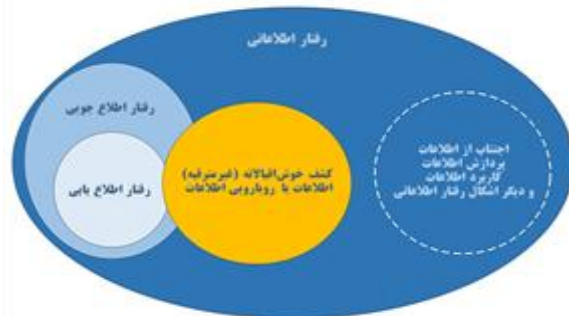 رفتار اطلاعاتی
رفتار اطلاع جویی
رفتار اطلاع یابی
کشف خوش‌اقبالانه (غیرمترقبه)
اطلاعات یا رویارویی اطلاعات
اجتناب از اطلاعات
پردازش اطلاعات
کاربرد اطلاعات
و دیگر اشکال رفتار اطلاعاتی